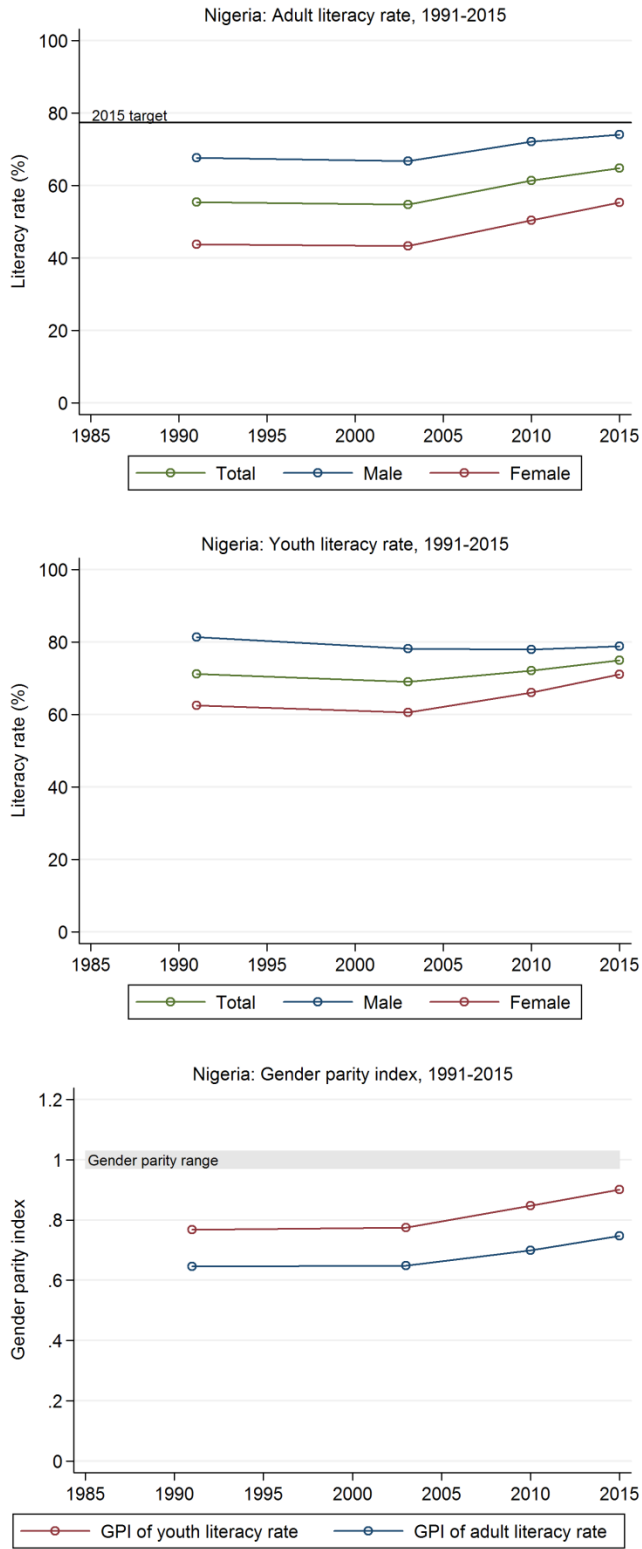 Nigeria: Adult literacy rate, 1991-2015
100
80
2015 target
60
40
20
0
Literacy rate (%)
1985 1990 1995 2000 2005 2010 2015
Total Male Female
Nigeria: Youth literacy rate, 1991-2015
100
80
60
40
20
0
Literacy rate (%)
1985 1990 1995 2000 2005 2010 2015
Total Male Female
Nigeria: Gender parity index, 1991-2015
1.2
1
Gender parity range
.8
.6
.4
.2
0
Gender parity index
1985 1990 1995 2000 2005 2010 2015
GPI of youth literacy rate GPI of adult literacy rate